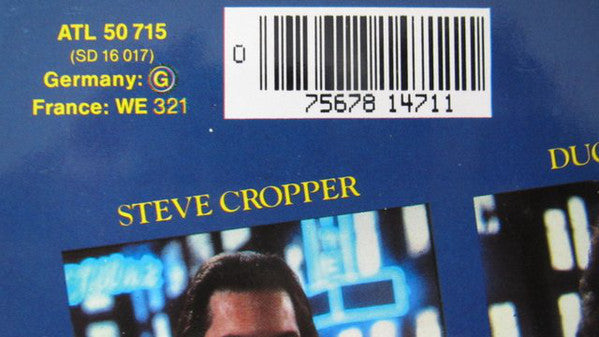 ATL 50 715
(SD 16 017)
Germany: Ⓖ
France: WE 321
0
75678 14711
STEVE CROPPER
DUC